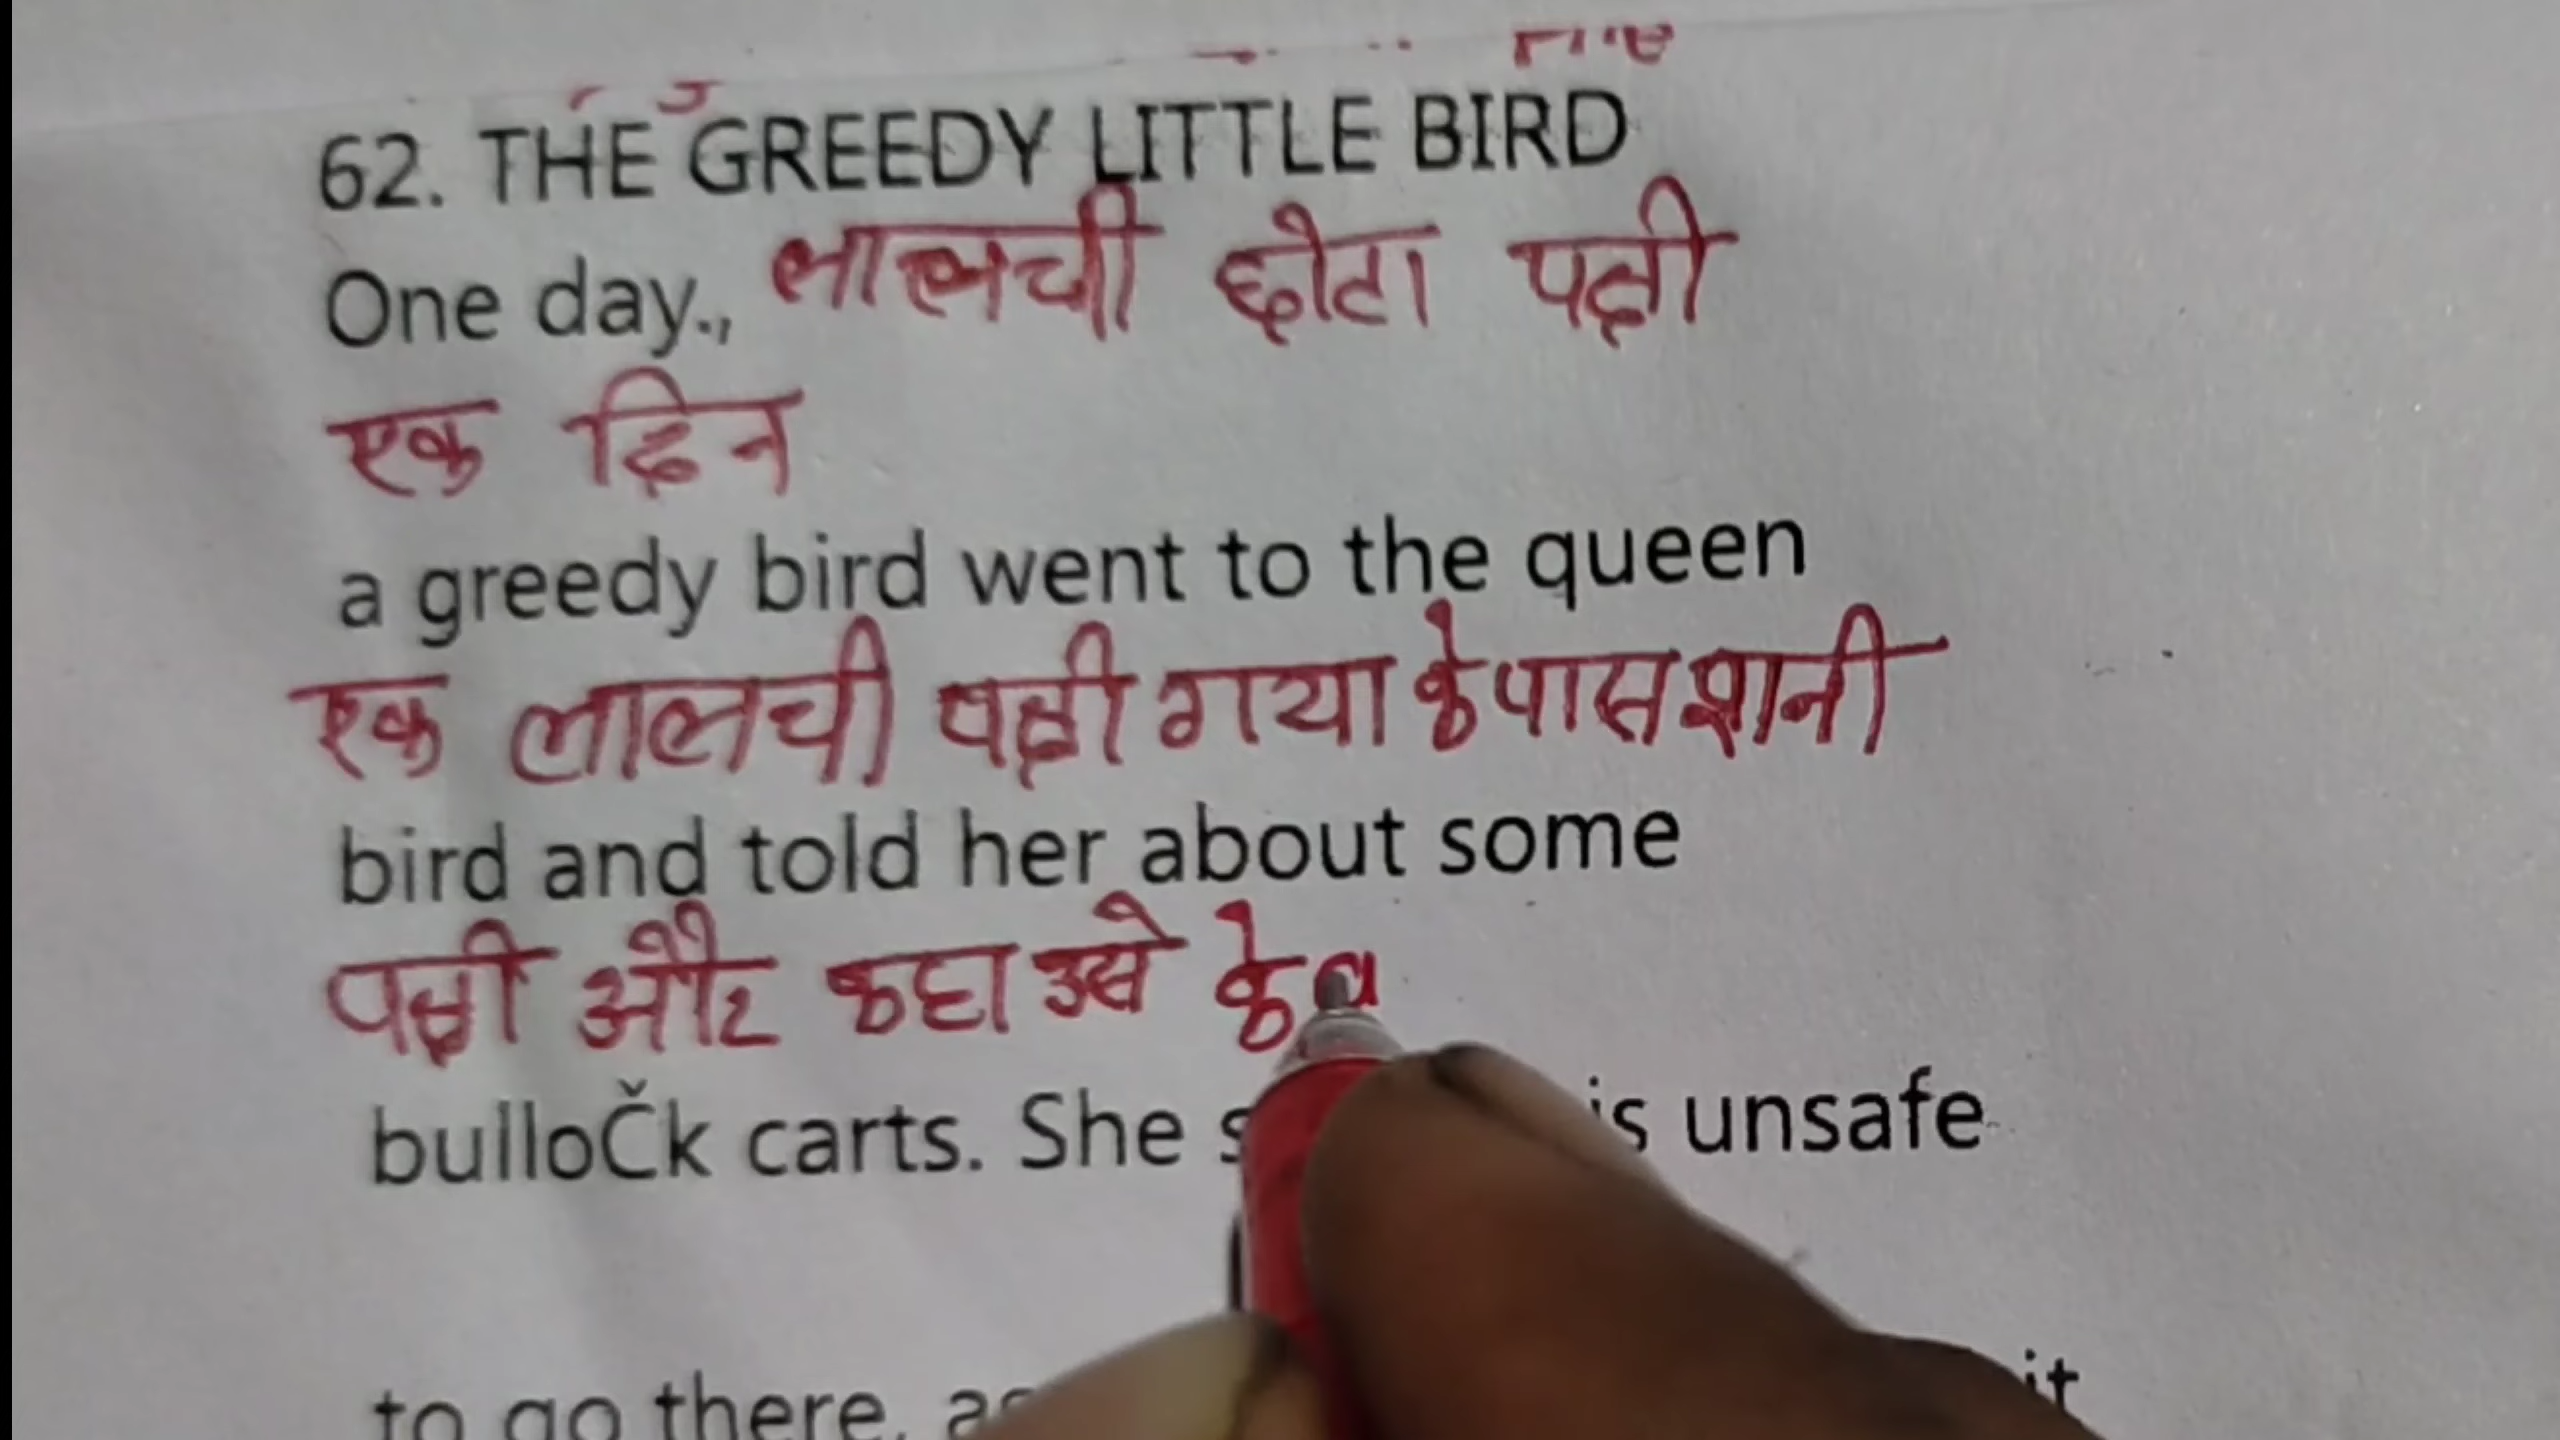 62. THE GREEDY LITTLE BIRD
One day., लालची छोटा पक्षी
एक दिन
a greedy bird went to the queen
एक लालची पक्षी गया के पास रानी
bird and told her about some
पक्षी और कहा उसे के
bulloČk carts. She is unsafe
to go there, it